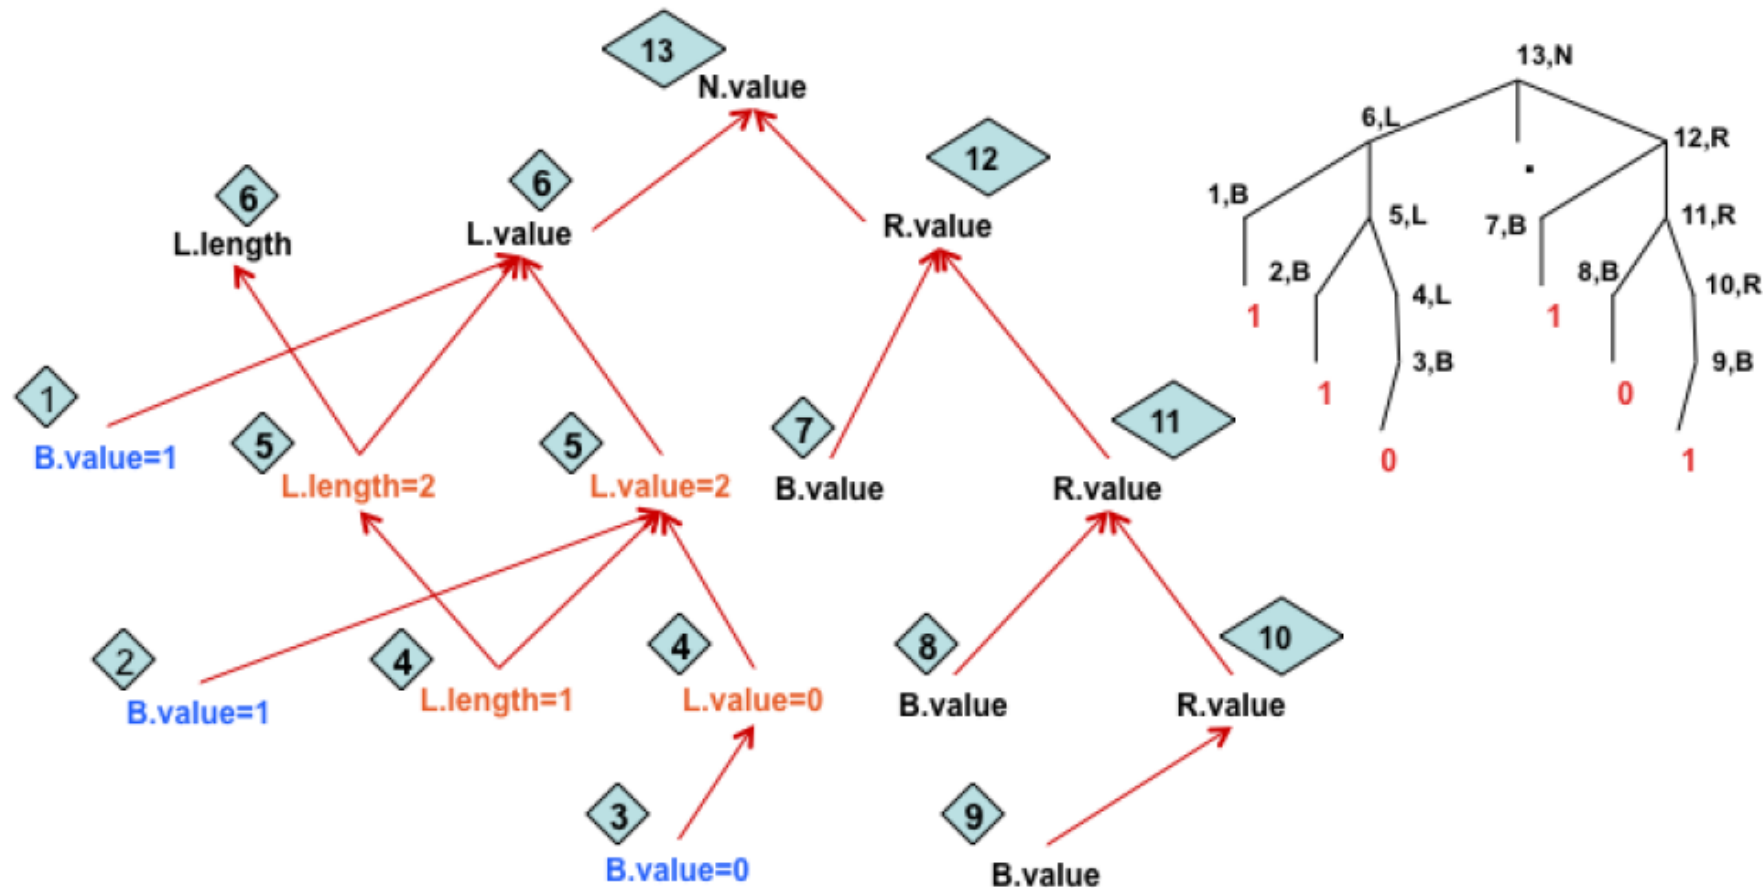 13
N.value
12
6
6
L.length
L.value
R.value
1
B.value=1
5
L.length=2
5
L.value=2
7
B.value
11
R.value
2
B.value=1
4
L.length=1
4
L.value=0
8
B.value
10
R.value
3
B.value=0
9
B.value
13,N
6,L
12,R
.
1,B
5,L
7,B
11,R
2,B
4,L
8,B
10,R
1
1
3,B
9,B
1
0
0
1